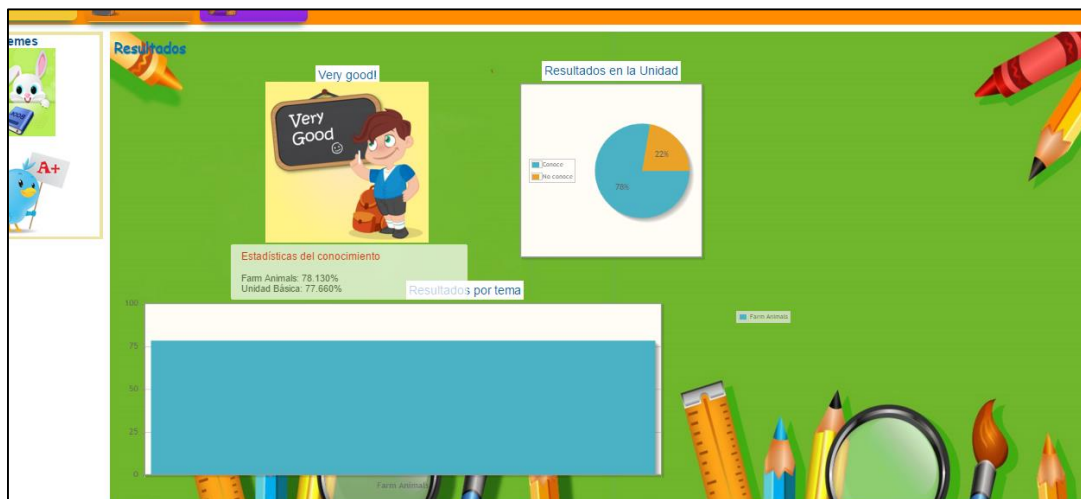 emes
A+
Resultados
Very good!
Very
Good
Estadísticas del conocimiento
Farm Animals: 78.130%
Unidad Básica: 77.660%
Resultados en la Unidad
Conoce
No conoce
22%
78%
Resultados por tema
100
75
50
25
0
Farm Animals
Farm Animals